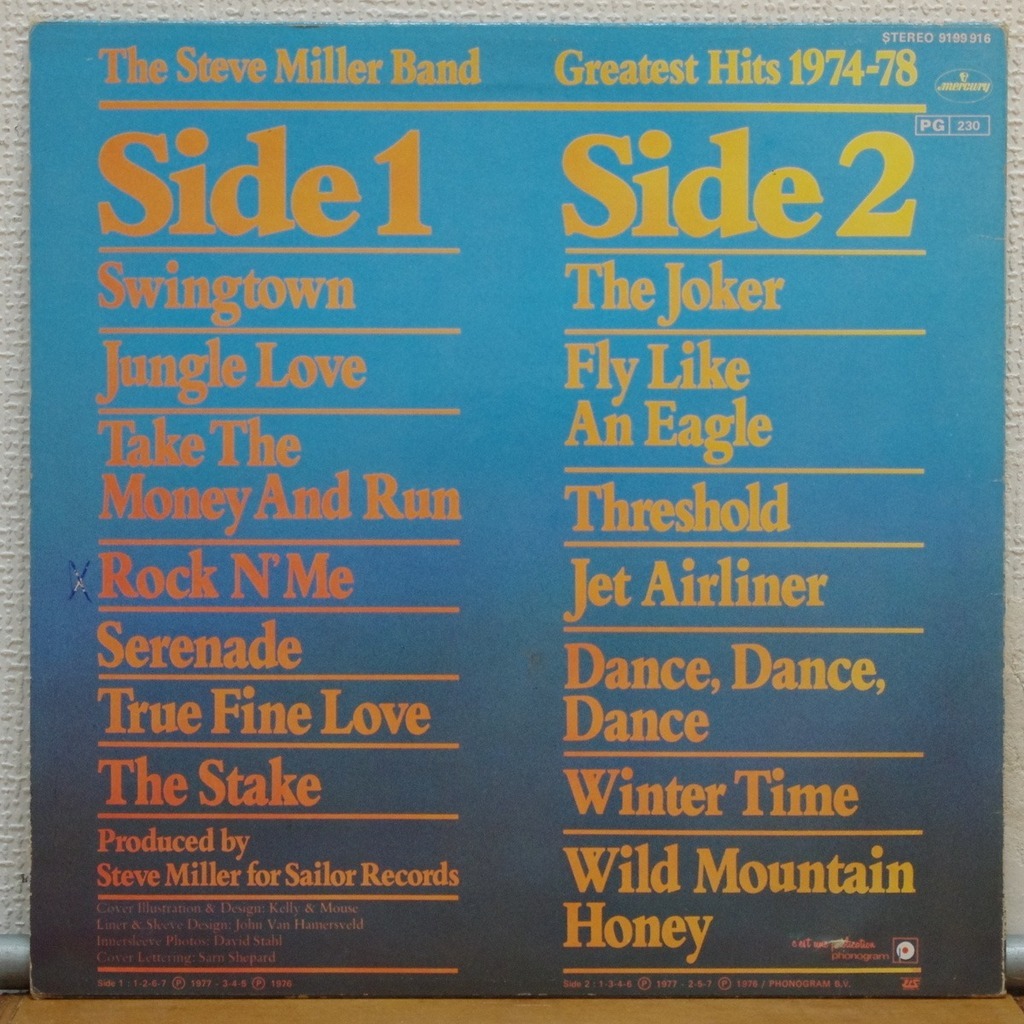 STEREO 9199 916
The Steve Miller Band Greatest Hits 1974-78
mercury
PG 230
Side 1
Swingtown
Jungle Love
Take The
Money And Run
Rock N' Me
Serenade
True Fine Love
The Stake
Produced by
Steve Miller for Sailor Records
Cover Illustration & Design: Kelly & Mouse
Liner & Sleeve Design: John Van Hamersveld
Innersleeve Photos: David Stahl
Cover Lettering: Sam Shepard
Side 1 : 1-2-6-7 Ⓟ 1977 - 3-4-5 Ⓟ 1976
Side 2
The Joker
Fly Like
An Eagle
Threshold
Jet Airliner
Dance, Dance,
Dance
Winter Time
Wild Mountain
Honey
c'est une publication
phonogram
Side 2 : 1-3-4-6 Ⓟ 1977 - 2-5-7 Ⓟ 1976 / PHONOGRAM B.V.